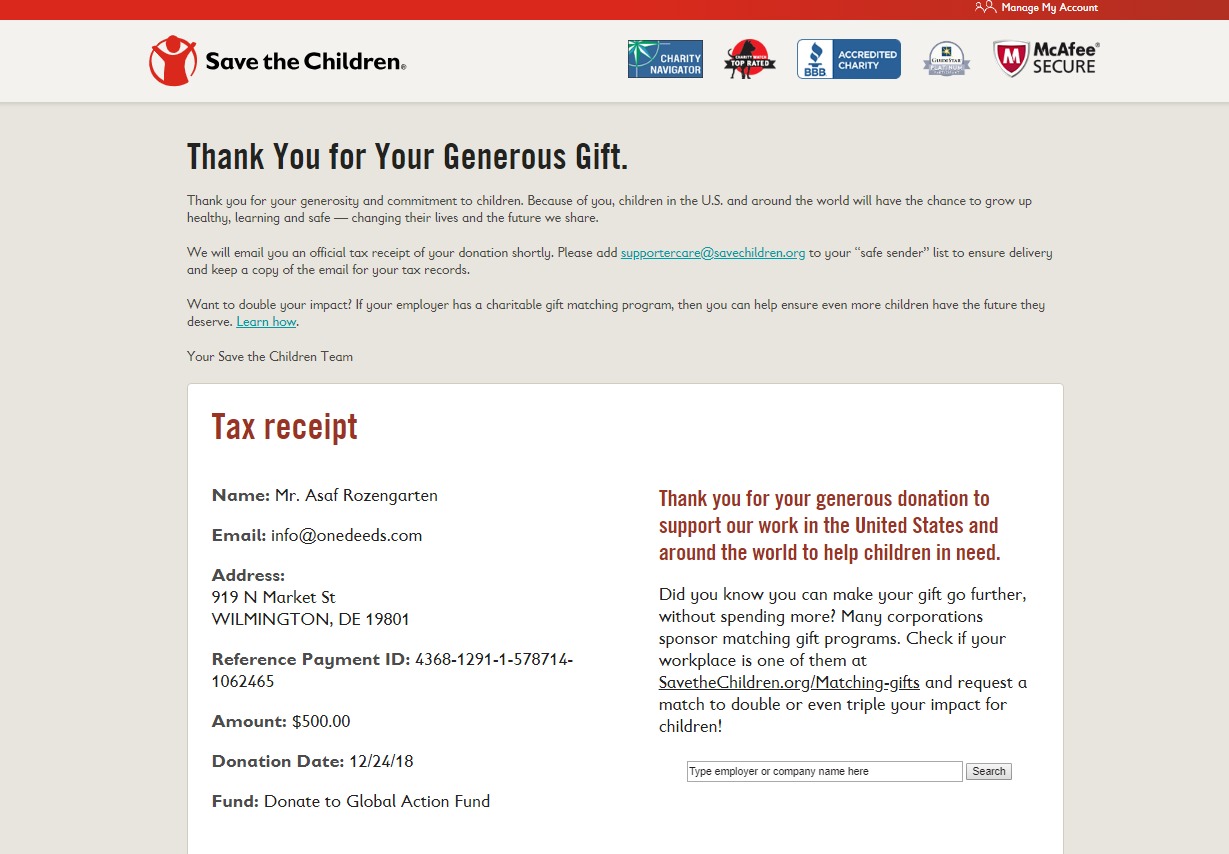 Manage My Account
Save the Children®
CHARITY
NAVIGATOR
CHARITY WATCH
TOP RATED
BBB
ACCREDITED
CHARITY
GUIDESTAR
PLATINUM
PARTICIPANT
M
McAfee®
SECURE
Thank You for Your Generous Gift.
Thank you for your generosity and commitment to children. Because of you, children in the U.S. and around the world will have the chance to grow up
healthy, learning and safe — changing their lives and the future we share.
We will email you an official tax receipt of your donation shortly. Please add supportercare@savechildren.org to your “safe sender” list to ensure delivery
and keep a copy of the email for your tax records.
Want to double your impact? If your employer has a charitable gift matching program, then you can help ensure even more children have the future they
deserve. Learn how.
Your Save the Children Team
Tax receipt
Name: Mr. Asaf Rozengarten
Email: info@onedeeds.com
Address:
919 N Market St
WILMINGTON, DE 19801
Reference Payment ID: 4368-1291-1-578714-
1062465
Amount: $500.00
Donation Date: 12/24/18
Fund: Donate to Global Action Fund
Thank you for your generous donation to
support our work in the United States and
around the world to help children in need.
Did you know you can make your gift go further,
without spending more? Many corporations
sponsor matching gift programs. Check if your
workplace is one of them at
SavetheChildren.org/Matching-gifts and request a
match to double or even triple your impact for
children!
Type employer or company name here
Search